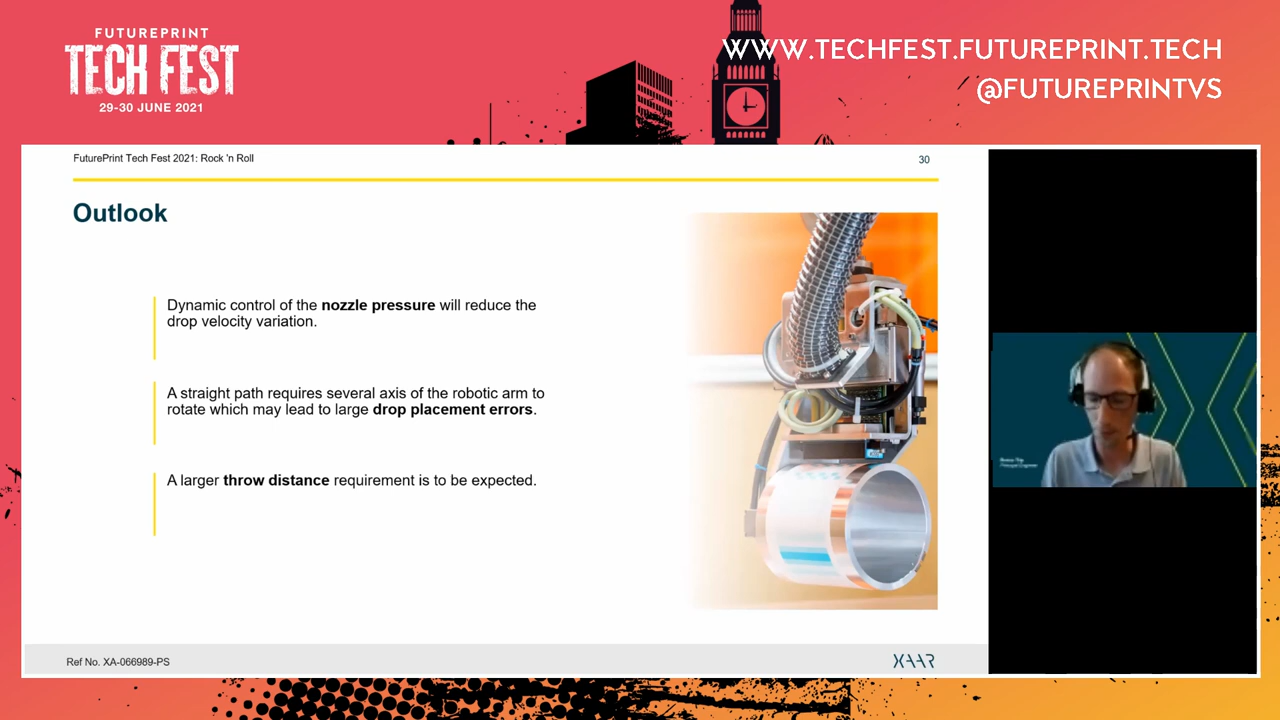 FUTUREPRINT
TECH FEST
29-30 JUNE 2021
WWW.TECHFEST.FUTUREPRINT.TECH
@FUTUREPRINTVS
FuturePrint Tech Fest 2021: Rock 'n Roll
30
Outlook
Dynamic control of the nozzle pressure will reduce the
drop velocity variation.
A straight path requires several axis of the robotic arm to
rotate which may lead to large drop placement errors.
A larger throw distance requirement is to be expected.
Ref No. XA-066989-PS
XAAR